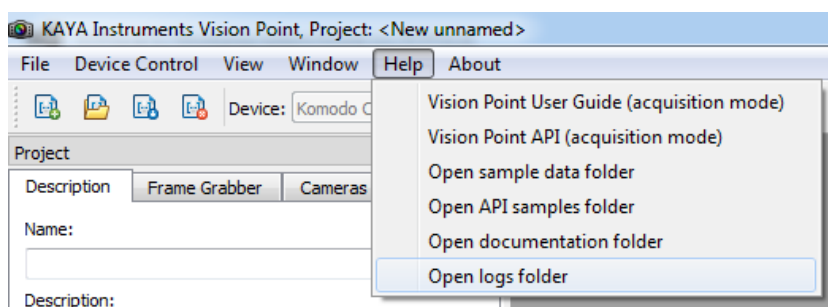 KAYA Instruments Vision Point, Project: <New unnamed>
File Device Control View Window Help About
Device: Komodo
Vision Point User Guide (acquisition mode)
Vision Point API (acquisition mode)
Open sample data folder
Open API samples folder
Open documentation folder
Open logs folder
Project
Description Frame Grabber Cameras
Name:
Description: